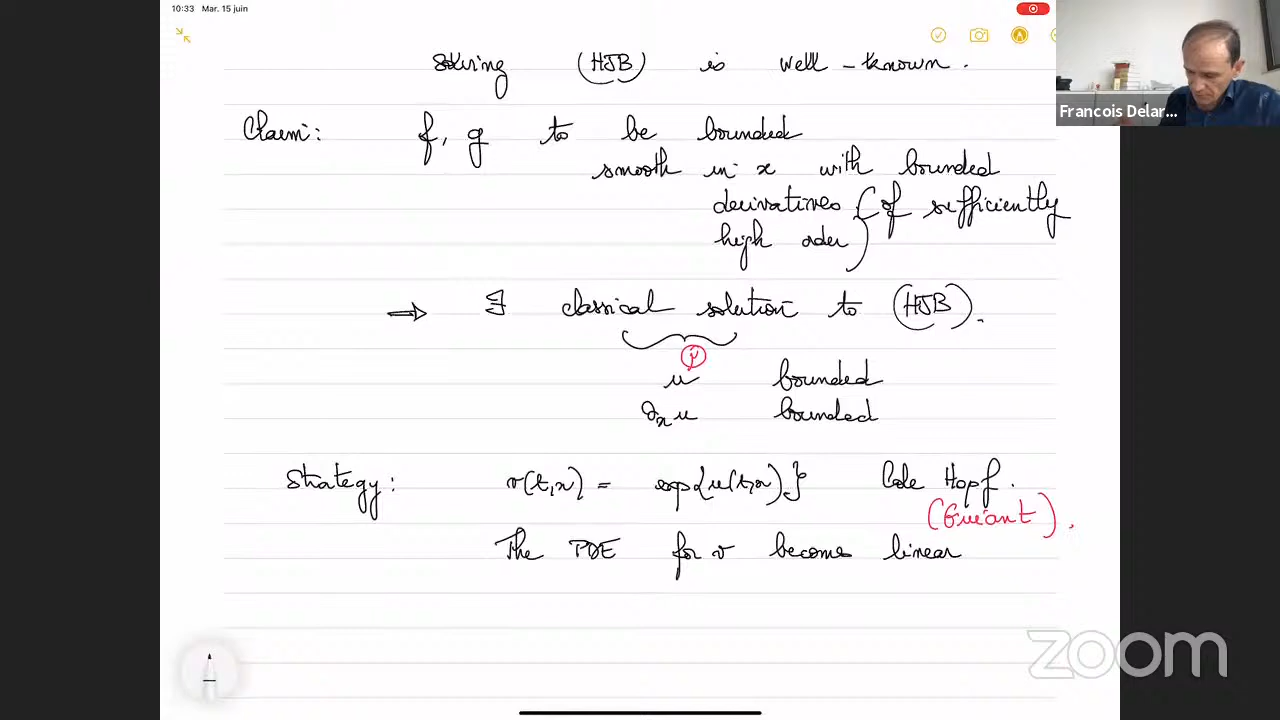 10:33 Mar. 15 juin
Solving (HJB) is well-known.
Francois Delar...
Claim: f, g to be bounded
smooth in x with bounded
derivatives (of sufficiently
high order)
⇒ ∃ classical solution to (HJB).
u bounded
∂ₓu bounded
Strategy: v(t,x) = exp{u(t,x)} Cole Hopf.
(Guéant).
The PDE for v become linear
zoom